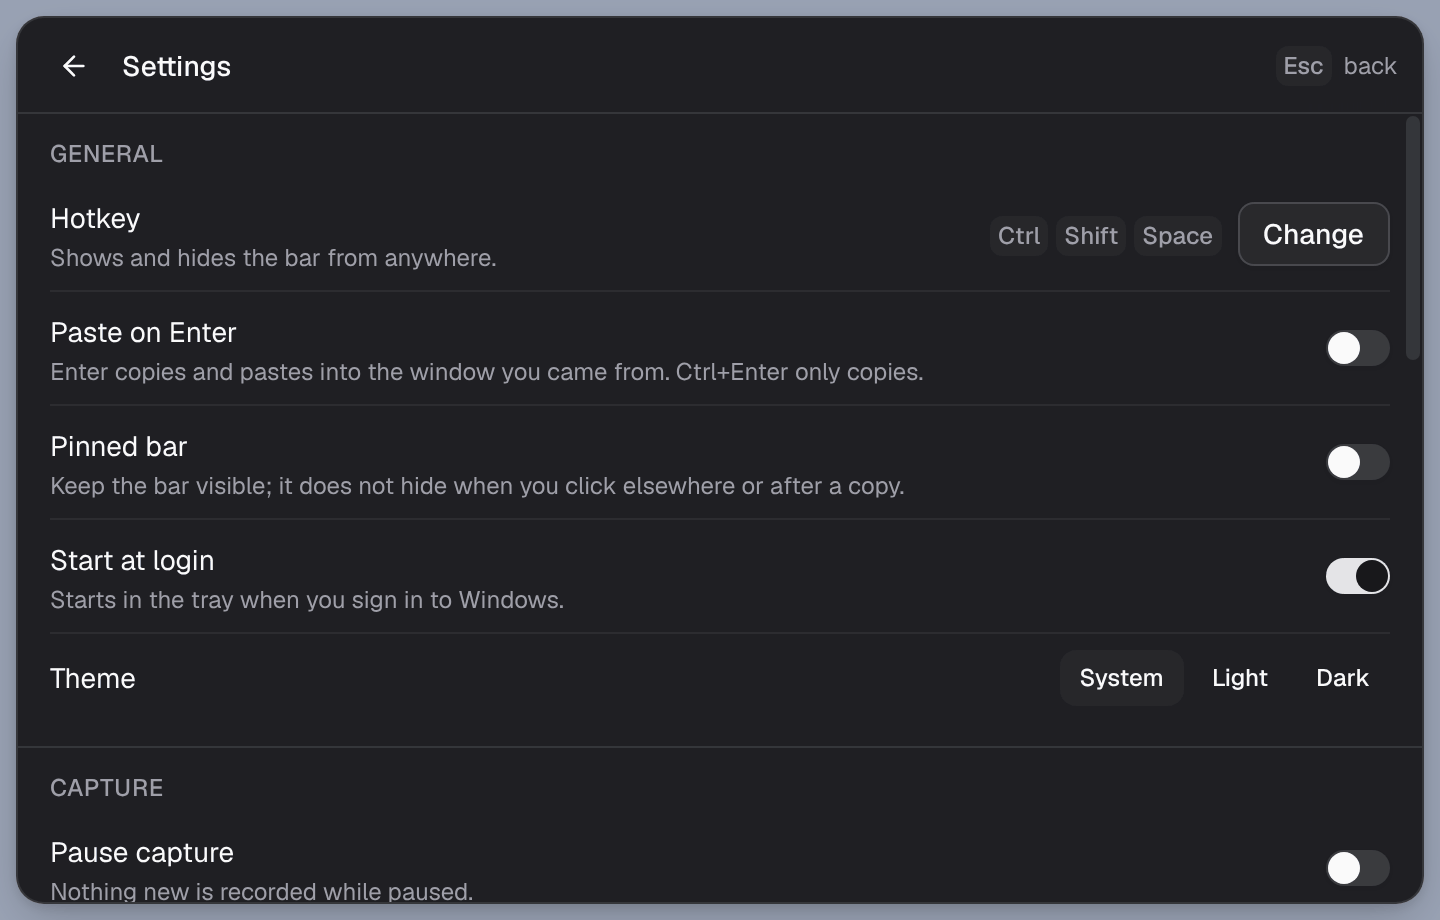 Settings
Esc back
GENERAL
Hotkey
Shows and hides the bar from anywhere.
Ctrl Shift Space Change
Paste on Enter
Enter copies and pastes into the window you came from. Ctrl+Enter only copies.
Pinned bar
Keep the bar visible; it does not hide when you click elsewhere or after a copy.
Start at login
Starts in the tray when you sign in to Windows.
Theme
System Light Dark
CAPTURE
Pause capture
Nothing new is recorded while paused.